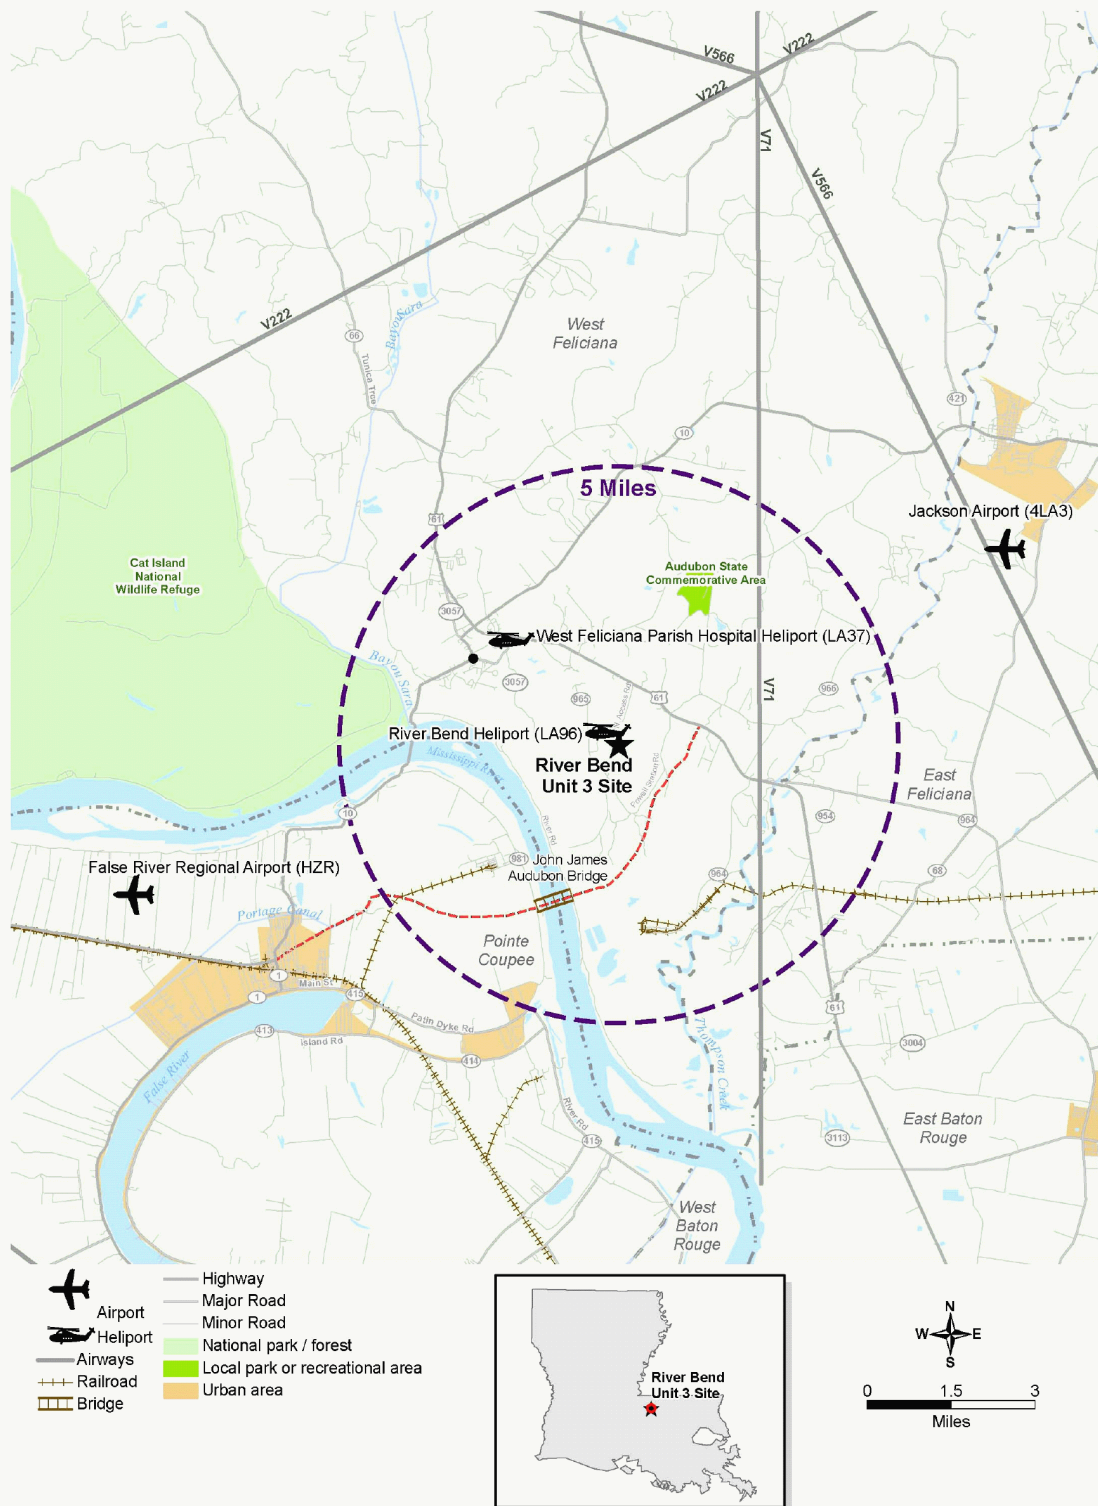 V566
V222
V222
V71
V566
V222
Bayou Sara
West
Feliciana
66
Tunica Trce
421
10
5 Miles
61
Jackson Airport (4LA3)
Cat Island
National
Wildlife Refuge
Audubon State
Commemorative Area
3057
West Feliciana Parish Hospital Heliport (LA37)
Bayou Sara
3057
965
61
966
V71
River Bend Heliport (LA96)
Mississippi River
River Bend
Unit 3 Site
East
Feliciana
10
River Rd
954
964
False River Regional Airport (HZR)
981
John James
Audubon Bridge
964
68
Portage Canal
Pointe
Coupee
1
Main St
1
415
61
413
Island Rd
Patin Dyke Rd
414
3004
False River
Thompson Creek
River Rd
415
East Baton
Rouge
3113
West
Baton
Rouge
Airport
Heliport
Airways
Railroad
Bridge
Highway
Major Road
Minor Road
National park / forest
Local park or recreational area
Urban area
River Bend
Unit 3 Site
N
W
E
S
0
1.5
3
Miles